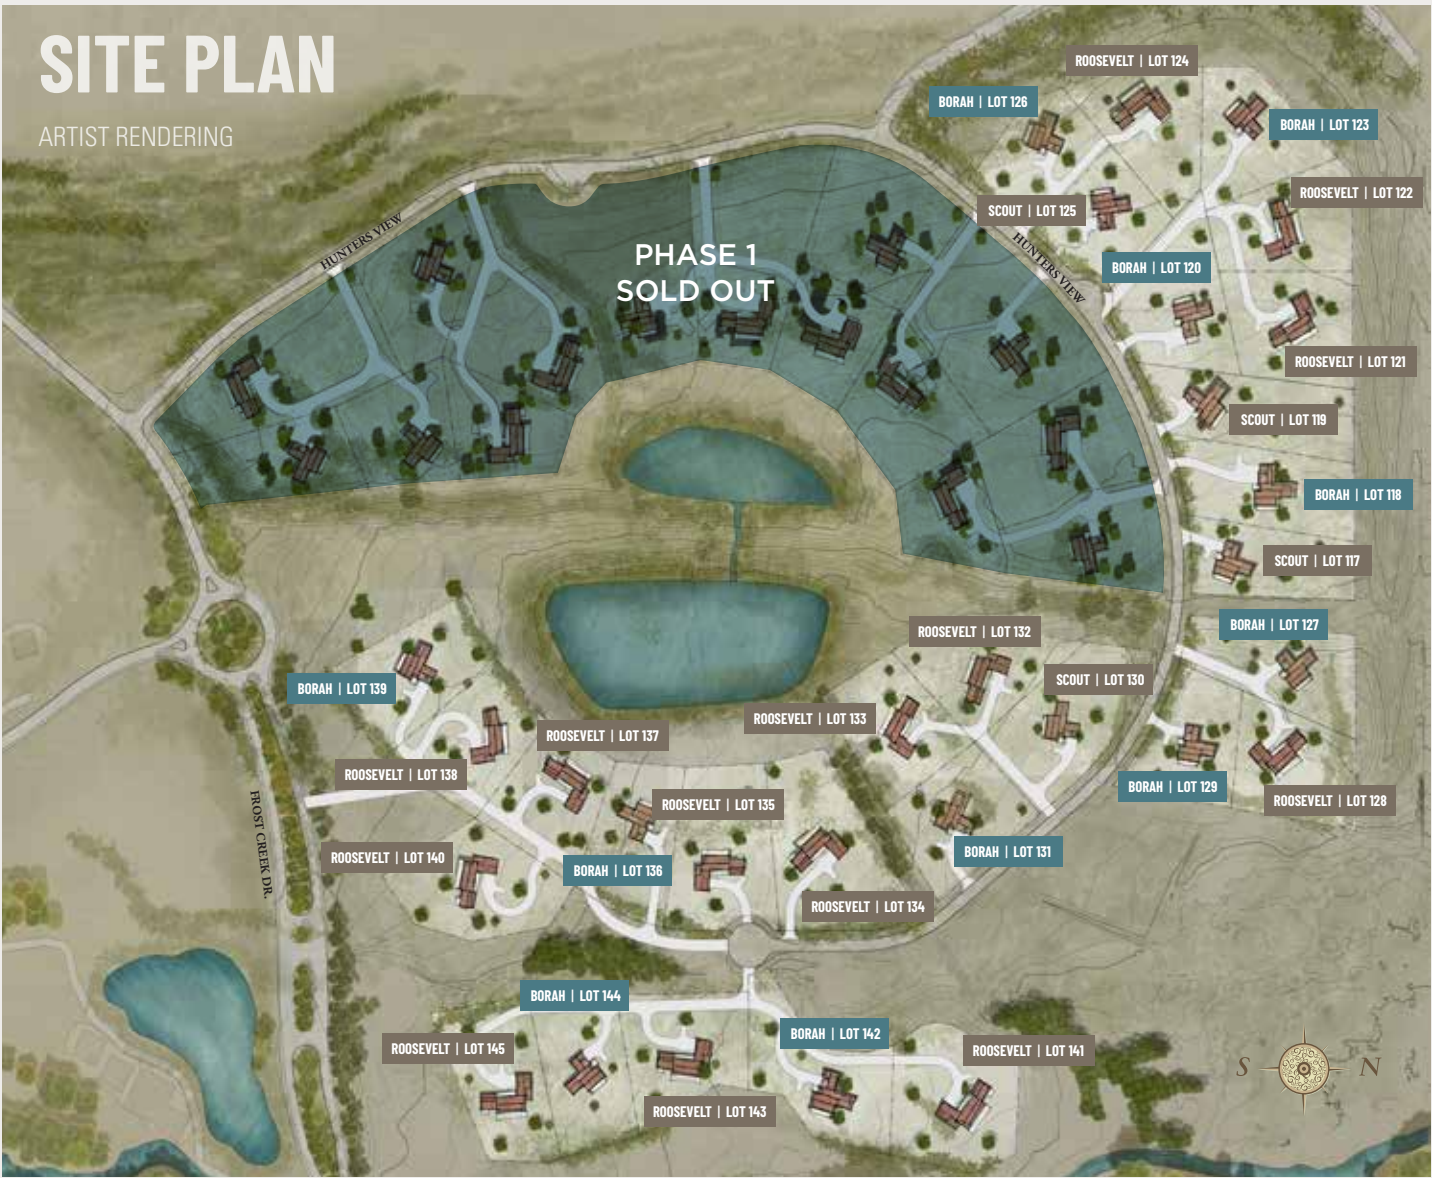 SITE PLAN
ARTIST RENDERING
ROOSEVELT | LOT 124
BORAH | LOT 126
BORAH | LOT 123
ROOSEVELT | LOT 122
SCOUT | LOT 125
HUNTERS VIEW
HUNTERS VIEW
PHASE 1
SOLD OUT
BORAH | LOT 120
ROOSEVELT | LOT 121
SCOUT | LOT 119
BORAH | LOT 118
SCOUT | LOT 117
BORAH | LOT 127
ROOSEVELT | LOT 132
SCOUT | LOT 130
BORAH | LOT 139
ROOSEVELT | LOT 133
ROOSEVELT | LOT 137
ROOSEVELT | LOT 138
BORAH | LOT 129
ROOSEVELT | LOT 128
ROOSEVELT | LOT 135
FROST CREEK DR.
ROOSEVELT | LOT 140
BORAH | LOT 131
BORAH | LOT 136
ROOSEVELT | LOT 134
BORAH | LOT 144
BORAH | LOT 142
ROOSEVELT | LOT 145
ROOSEVELT | LOT 141
S N
ROOSEVELT | LOT 143